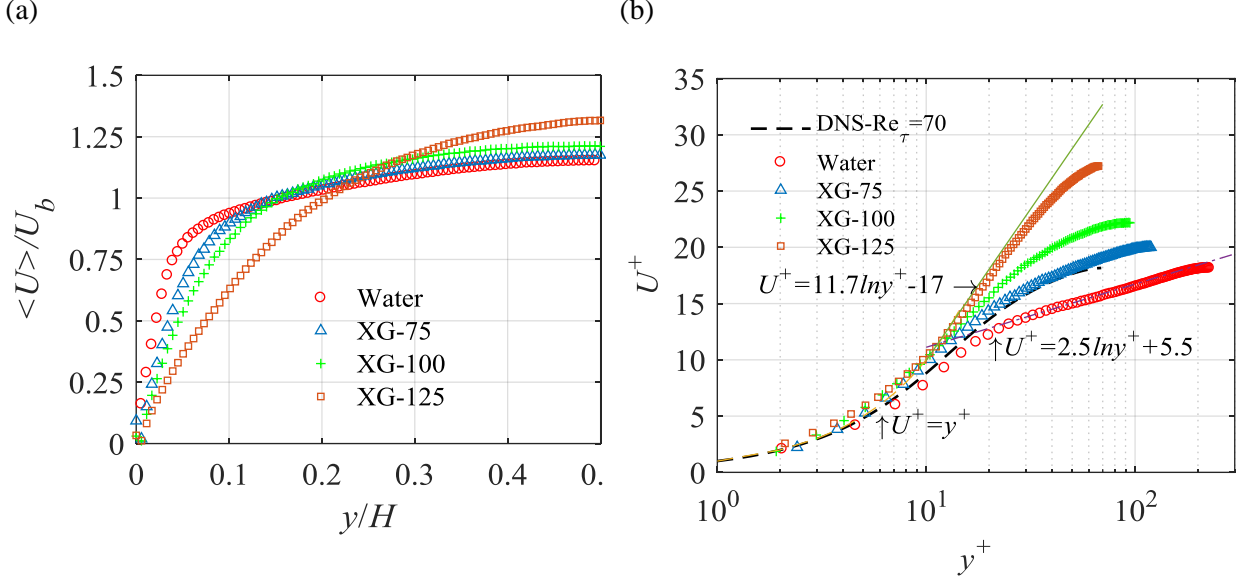 (a)
<U>/U_b
1.5
1.25
1
0.75
0.5
0.25
0
0 0.1 0.2 0.3 0.4 0.
y/H
Water
XG-75
XG-100
XG-125
(b)
U^+
35
30
25
20
15
10
5
0
10^0 10^1 10^2
y^+
DNS-Re_τ=70
Water
XG-75
XG-100
XG-125
U^+=11.7lny^+-17 →
↑U^+=2.5lny^++5.5
↑U^+=y^+